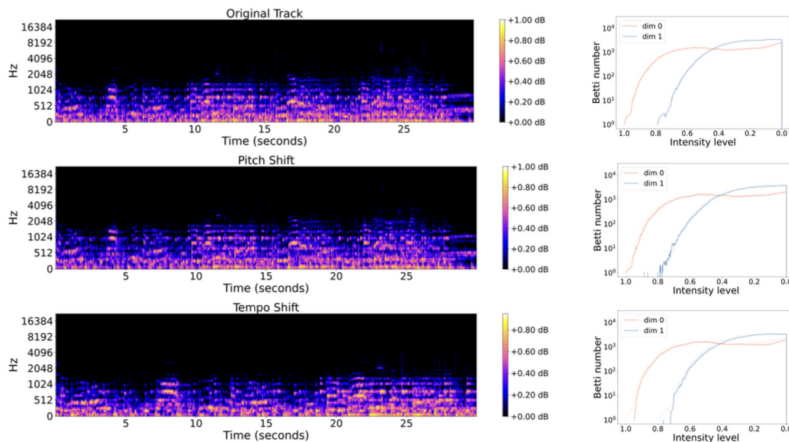 Original Track
Hz
16384
8192
4096
2048
1024
512
0
5
10
15
20
25
Time (seconds)
+1.00 dB
+0.80 dB
+0.60 dB
+0.40 dB
+0.20 dB
+0.00 dB
Betti number
10⁴
10³
10²
10¹
10⁰
dim 0
dim 1
1.0
0.8
0.6
0.4
0.2
0.0
Intensity level
Pitch Shift
Hz
16384
8192
4096
2048
1024
512
0
5
10
15
20
25
Time (seconds)
+1.00 dB
+0.80 dB
+0.60 dB
+0.40 dB
+0.20 dB
+0.00 dB
Betti number
10⁴
10³
10²
10¹
10⁰
dim 0
dim 1
1.0
0.8
0.6
0.4
0.2
0.0
Intensity level
Tempo Shift
Hz
16384
8192
4096
2048
1024
512
0
5
10
15
20
25
Time (seconds)
+0.80 dB
+0.60 dB
+0.40 dB
+0.20 dB
+0.00 dB
Betti number
10⁴
10³
10²
10¹
10⁰
dim 0
dim 1
1.0
0.8
0.6
0.4
0.2
0.0
Intensity level